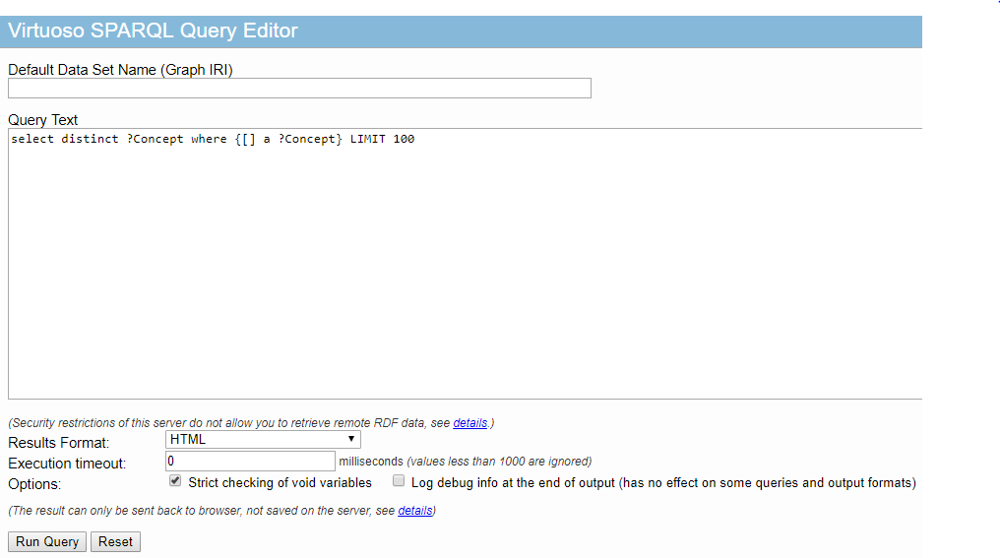 Virtuoso SPARQL Query Editor
Default Data Set Name (Graph IRI)
Query Text
select distinct ?Concept where {[] a ?Concept} LIMIT 100
(Security restrictions of this server do not allow you to retrieve remote RDF data, see details.)
Results Format: HTML
Execution timeout: 0 milliseconds (values less than 1000 are ignored)
Options: Strict checking of void variables Log debug info at the end of output (has no effect on some queries and output formats)
(The result can only be sent back to browser, not saved on the server, see details)
Run Query Reset